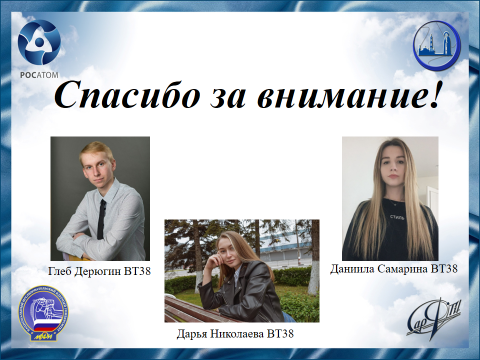 РОСАТОМ
Спасибо за внимание!
Глеб Дерюгин ВТ38
Даниила Самарина ВТ38
Дарья Николаева ВТ38